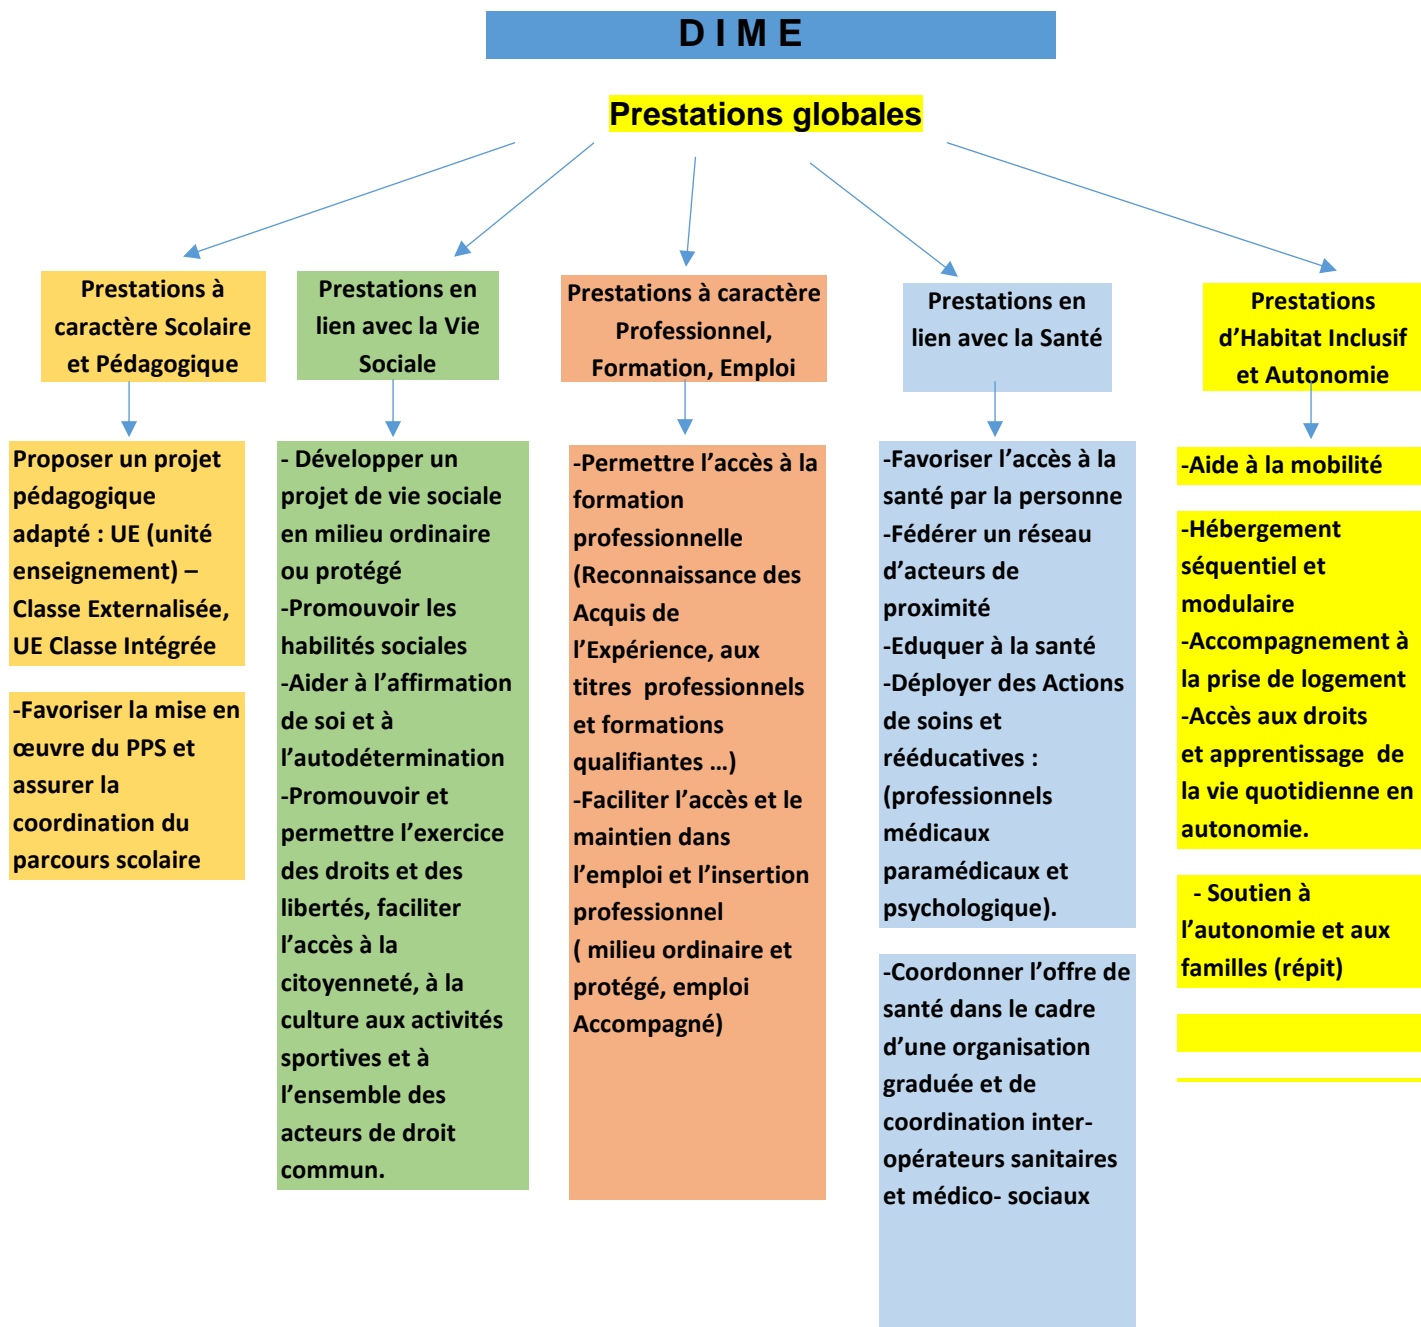 D I M E
Prestations globales
Prestations à
caractère Scolaire
et Pédagogique
Prestations en
lien avec la Vie
Sociale
Prestations à caractère
Professionnel,
Formation, Emploi
Prestations en
lien avec la Santé
Prestations
d’Habitat Inclusif
et Autonomie
Proposer un projet
pédagogique
adapté : UE (unité
enseignement) –
Classe Externalisée,
UE Classe Intégrée
-Favoriser la mise en
œuvre du PPS et
assurer la
coordination du
parcours scolaire
- Développer un
projet de vie sociale
en milieu ordinaire
ou protégé
-Promouvoir les
habilités sociales
-Aider à l’affirmation
de soi et à
l’autodétermination
-Promouvoir et
permettre l’exercice
des droits et des
libertés, faciliter
l’accès à la
citoyenneté, à la
culture aux activités
sportives et à
l’ensemble des
acteurs de droit
commun.
-Permettre l’accès à la
formation
professionnelle
(Reconnaissance des
Acquis de
l’Expérience, aux
titres  professionnels
et formations
qualifiantes …)
-Faciliter l’accès et le
maintien dans
l’emploi et l’insertion
professionnel
( milieu ordinaire et
protégé, emploi
Accompagné)
-Favoriser l’accès à la
santé par la personne
-Fédérer un réseau
d’acteurs de
proximité
-Eduquer à la santé
-Déployer des Actions
de soins et
rééducatives :
(professionnels
médicaux
paramédicaux et
psychologique).
-Coordonner l’offre de
santé dans le cadre
d’une organisation
graduée et de
coordination inter-
opérateurs sanitaires
et médico- sociaux
-Aide à la mobilité
-Hébergement
séquentiel et
modulaire
-Accompagnement à
la prise de logement
-Accès aux droits
et apprentissage  de
la vie quotidienne en
autonomie.
- Soutien à
l’autonomie et aux
familles (répit)